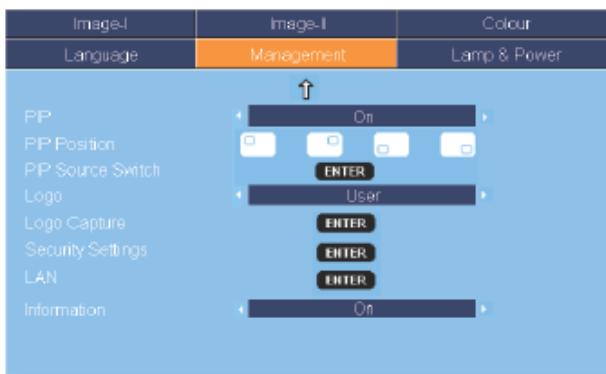 Image-I Image-II Colour
Language Management Lamp & Power
PIP On
PIP Position
PIP Source Switch ENTER
Logo User
Logo Capture ENTER
Security Settings ENTER
LAN ENTER
Information On